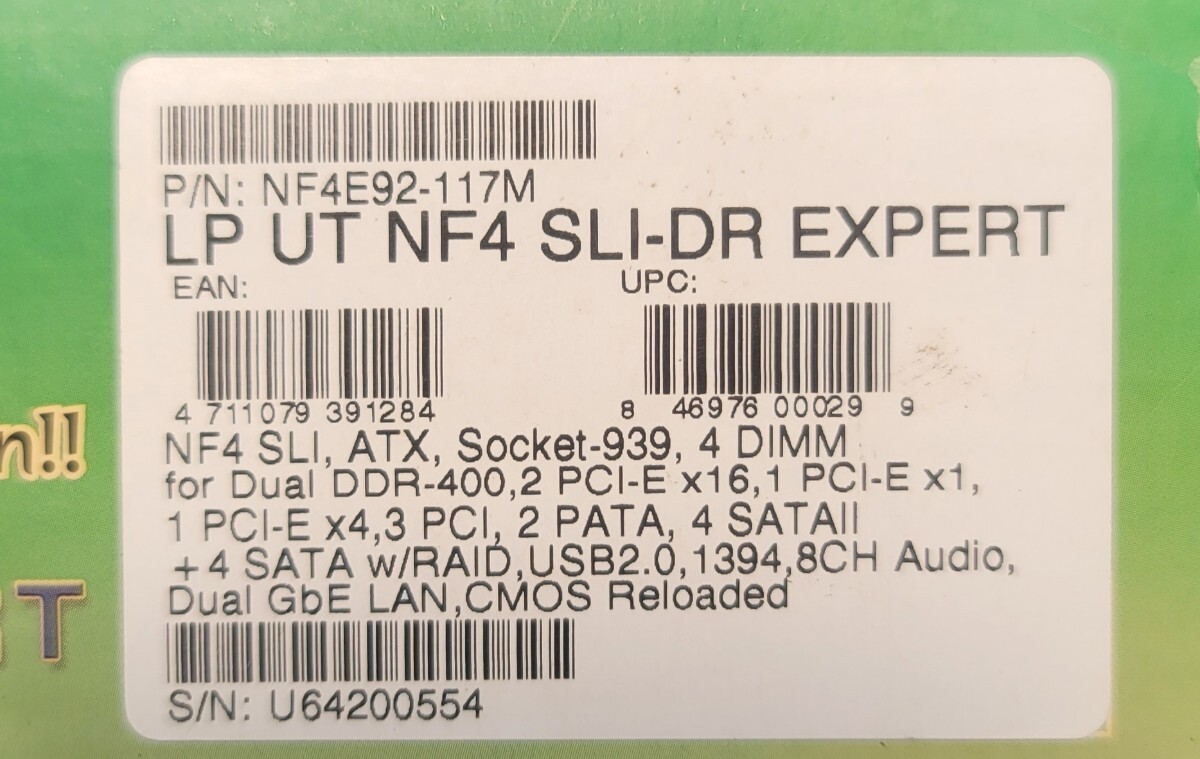 P/N: NF4E92-117M
LP UT NF4 SLI-DR EXPERT
EAN: UPC:
4 711079 391284 8 46976 00029 9
NF4 SLI, ATX, Socket-939, 4 DIMM
for Dual DDR-400,2 PCI-E x16,1 PCI-E x1,
1 PCI-E x4,3 PCI, 2 PATA, 4 SATAII
+4 SATA w/RAID,USB2.0,1394,8CH Audio,
Dual GbE LAN,CMOS Reloaded
S/N: U64200554
n!!
T